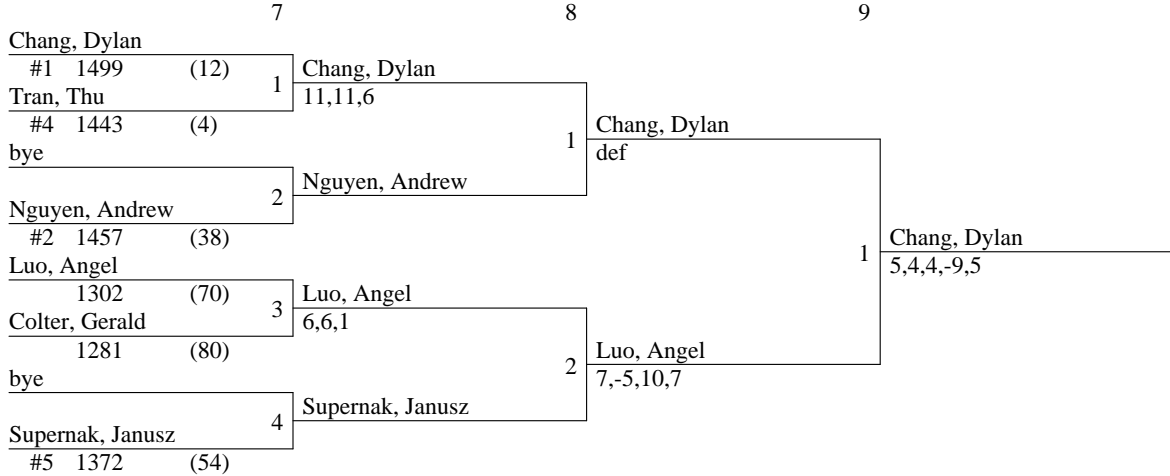 7 8 9
Chang, Dylan
#1 1499 (12)
1
Chang, Dylan
11,11,6
Tran, Thu
#4 1443 (4)
1
Chang, Dylan
def
bye
2
Nguyen, Andrew
Nguyen, Andrew
#2 1457 (38)
1
Chang, Dylan
5,4,4,-9,5
Luo, Angel
1302 (70)
3
Luo, Angel
6,6,1
Colter, Gerald
1281 (80)
2
Luo, Angel
7,-5,10,7
bye
4
Supernak, Janusz
Supernak, Janusz
#5 1372 (54)